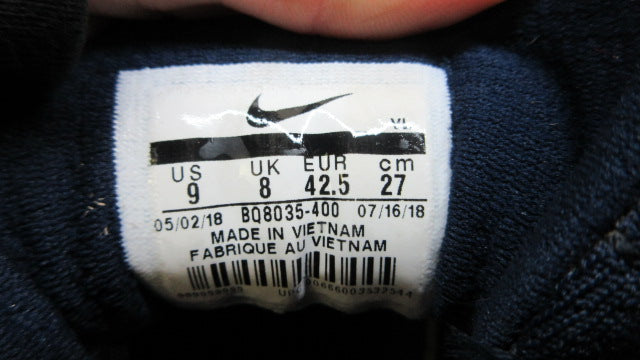 YL
US UK EUR cm
9 8 42.5 27
05/02/18 BQ8035-400 07/16/18
MADE IN VIETNAM
FABRIQUE AU VIETNAM